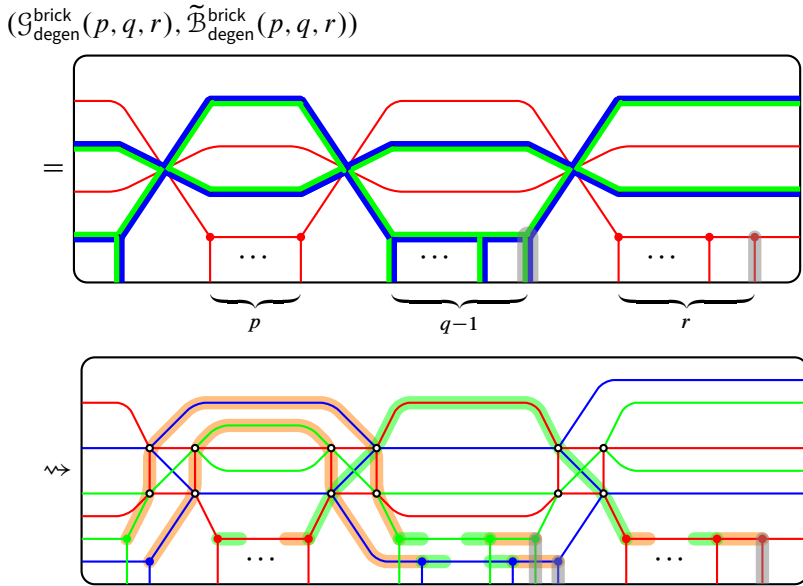 (𝒢^brick_degen(p, q, r), ℬ̃^brick_degen(p, q, r))
=
··· ··· ···
p q−1 r
⇝
··· ···